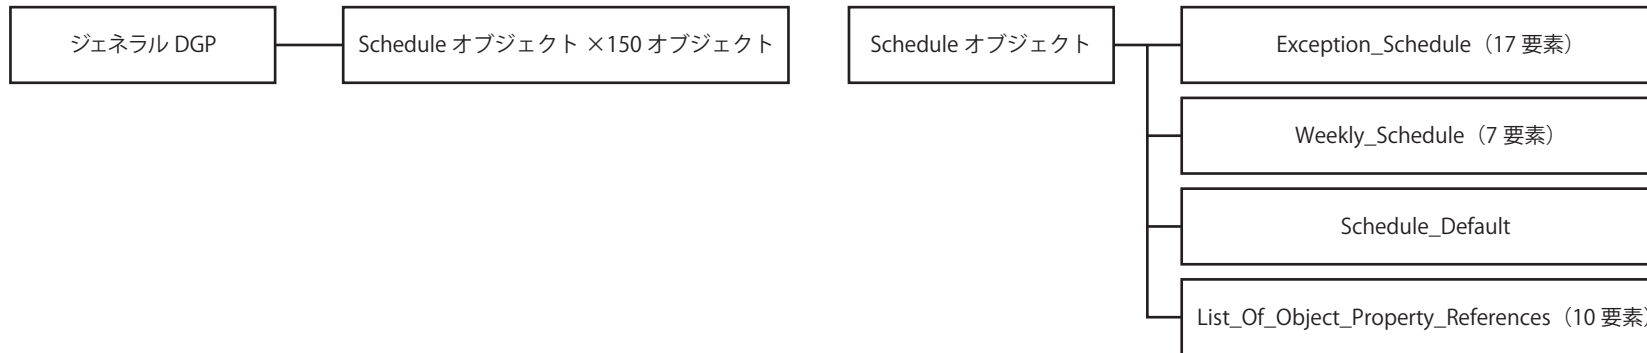 ジェネラル DGP
Schedule オブジェクト ×150 オブジェクト
Schedule オブジェクト
Exception_Schedule（17 要素）
Weekly_Schedule（7 要素）
Schedule_Default
List_Of_Object_Property_References（10 要素）